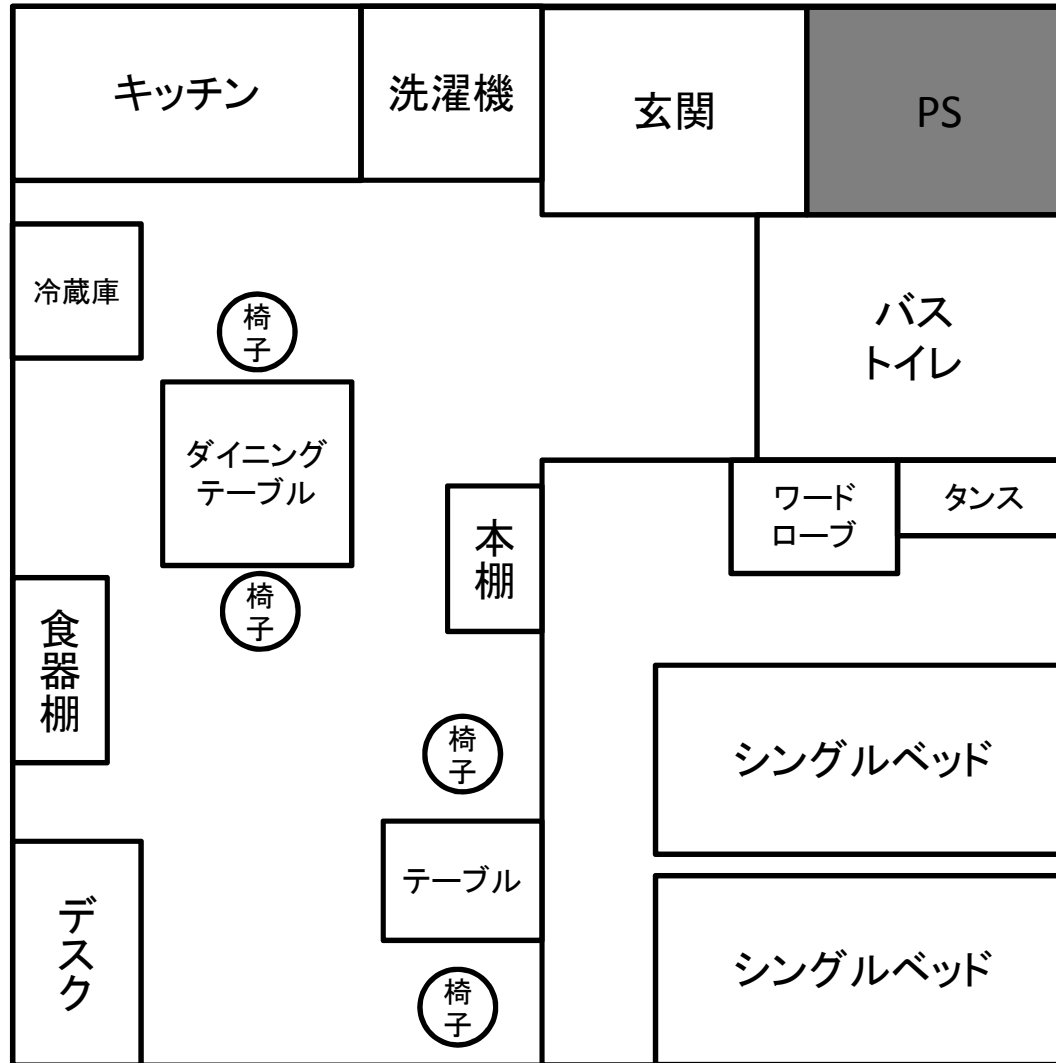 キッチン
洗濯機
玄関
PS
冷蔵庫
椅
子
バス
トイレ
ダイニング
テーブル
ワード
ローブ
タンス
本
棚
椅
子
食
器
棚
椅
子
シングルベッド
テーブル
デ
ス
ク
シングルベッド
椅
子